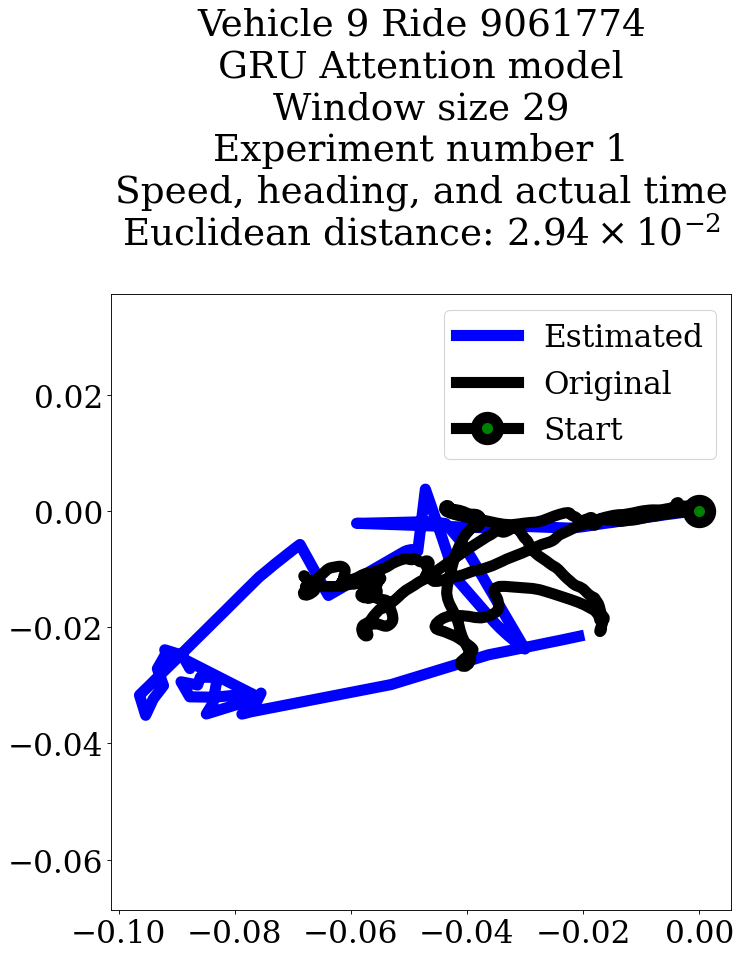 Vehicle 9 Ride 9061774
GRU Attention model
Window size 29
Experiment number 1
Speed, heading, and actual time
Euclidean distance: 2.94 × 10⁻²
Estimated
Original
Start
0.02
0.00
−0.02
−0.04
−0.06
−0.10 −0.08 −0.06 −0.04 −0.02 0.00